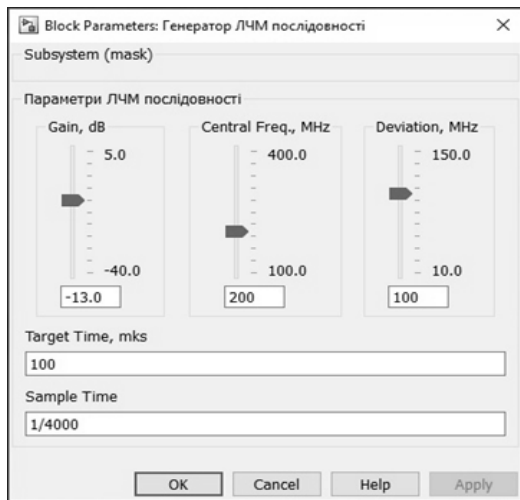 Block Parameters: Генератор ЛЧМ послідовності
Subsystem (mask)
Параметри ЛЧМ послідовності
Gain, dB
5.0
-40.0
-13.0
Central Freq., MHz
400.0
100.0
200
Deviation, MHz
150.0
10.0
100
Target Time, mks
100
Sample Time
1/4000
OK Cancel Help Apply